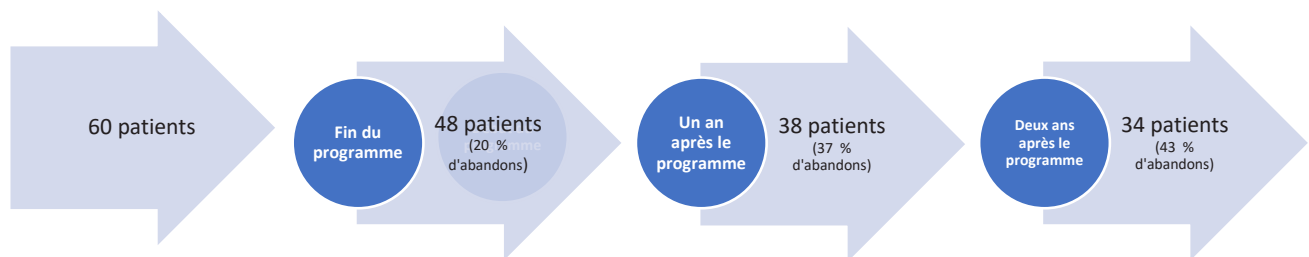 60 patients
Fin du
programme
48 patients
(20 %
d'abandons)
Un an
après le
programme
38 patients
(37 %
d'abandons)
Deux ans
après le
programme
34 patients
(43 %
d'abandons)